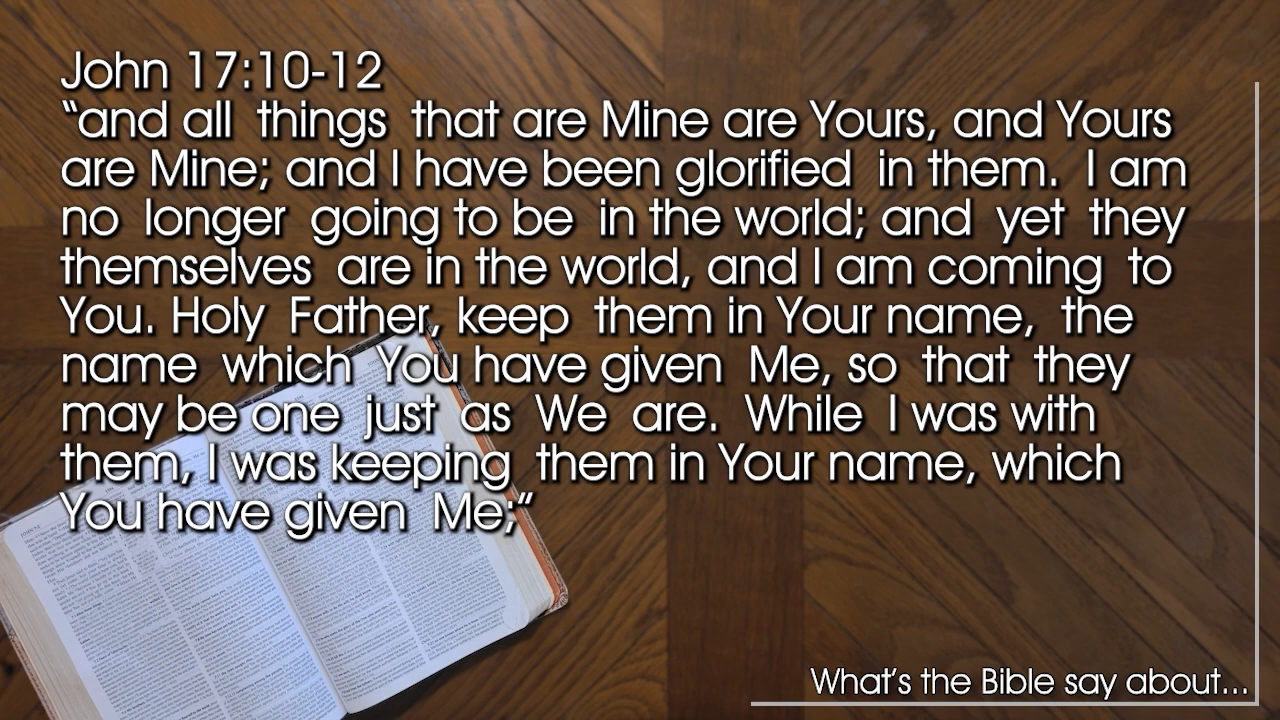 John 17:10-12
“and all things that are Mine are Yours, and Yours
are Mine; and I have been glorified in them. I am
no longer going to be in the world; and yet they
themselves are in the world, and I am coming to
You. Holy Father, keep them in Your name, the
name which You have given Me, so that they
may be one just as We are. While I was with
them, I was keeping them in Your name, which
You have given Me;”
What’s the Bible say about...